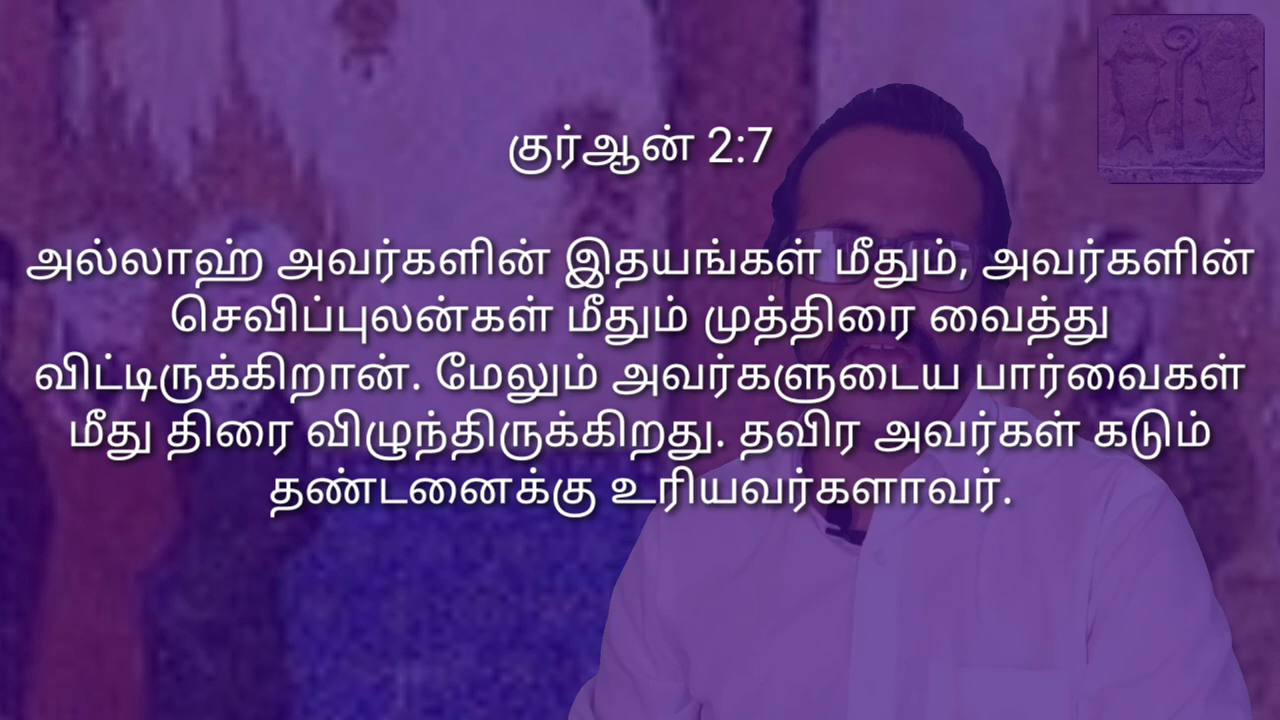 குர்ஆன் 2:7
அல்லாஹ் அவர்களின் இதயங்கள் மீதும், அவர்களின்
செவிப்புலன்கள் மீதும் முத்திரை வைத்து
விட்டிருக்கிறான். மேலும் அவர்களுடைய பார்வைகள்
மீது திரை விழுந்திருக்கிறது. தவிர அவர்கள் கடும்
தண்டனைக்கு உரியவர்களாவர்.